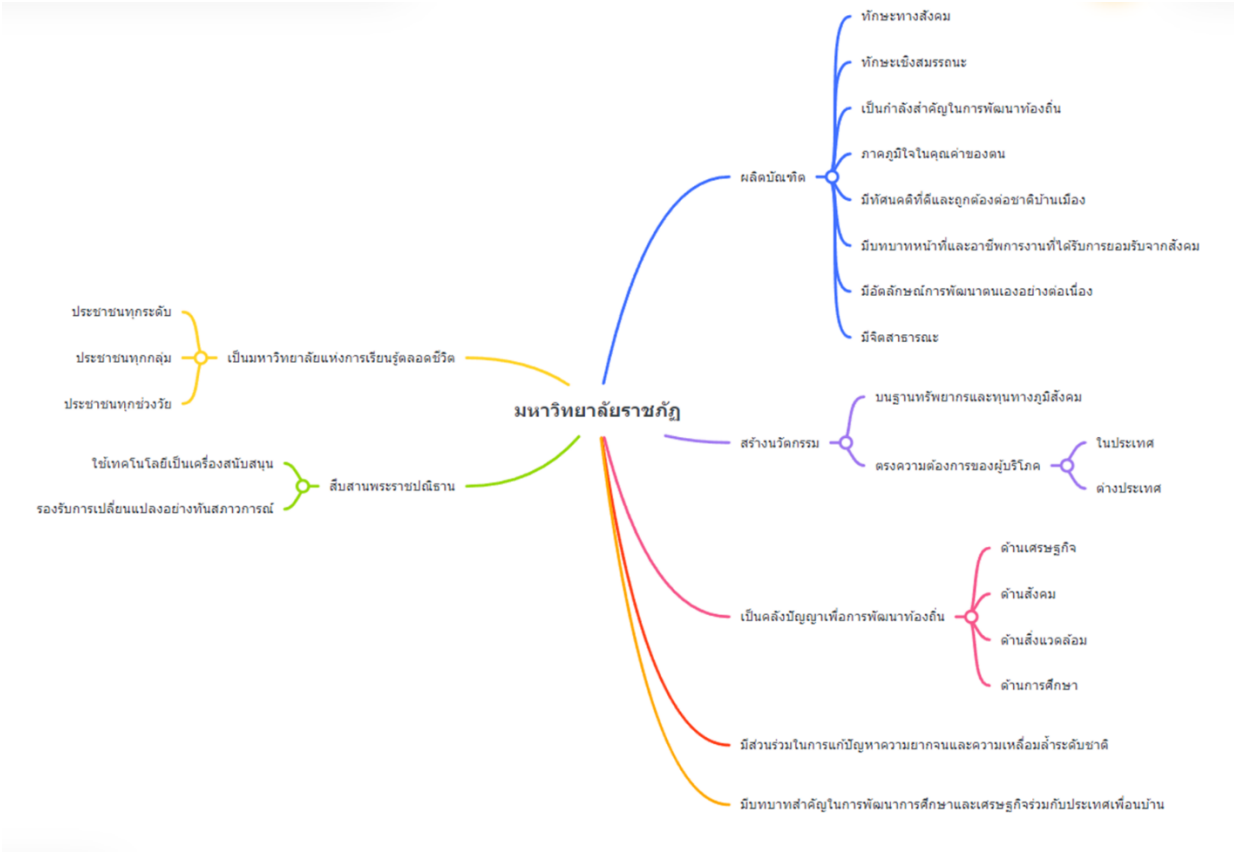 มหาวิทยาลัยราชภัฏ
ผลิตบัณฑิต
ทักษะทางสังคม
ทักษะเชิงสมรรถนะ
เป็นกำลังสำคัญในการพัฒนาท้องถิ่น
ภาคภูมิใจในคุณค่าของตน
มีทัศนคติที่ดีและถูกต้องต่อชาติบ้านเมือง
มีบทบาทหน้าที่และอาชีพการงานที่ได้รับการยอมรับจากสังคม
มีอัตลักษณ์การพัฒนาตนเองอย่างต่อเนื่อง
มีจิตสาธารณะ
สร้างนวัตกรรม
บนฐานทรัพยากรและทุนทางภูมิสังคม
ตรงความต้องการของผู้บริโภค
ในประเทศ
ต่างประเทศ
เป็นคลังปัญญาเพื่อการพัฒนาท้องถิ่น
ด้านเศรษฐกิจ
ด้านสังคม
ด้านสิ่งแวดล้อม
ด้านการศึกษา
มีส่วนร่วมในการแก้ปัญหาความยากจนและความเหลื่อมล้ำระดับชาติ
มีบทบาทสำคัญในการพัฒนาการศึกษาและเศรษฐกิจร่วมกับประเทศเพื่อนบ้าน
เป็นมหาวิทยาลัยแห่งการเรียนรู้ตลอดชีวิต
ประชาชนทุกระดับ
ประชาชนทุกกลุ่ม
ประชาชนทุกช่วงวัย
สืบสานพระราชปณิธาน
ใช้เทคโนโลยีเป็นเครื่องสนับสนุน
รองรับการเปลี่ยนแปลงอย่างทันสภาวการณ์